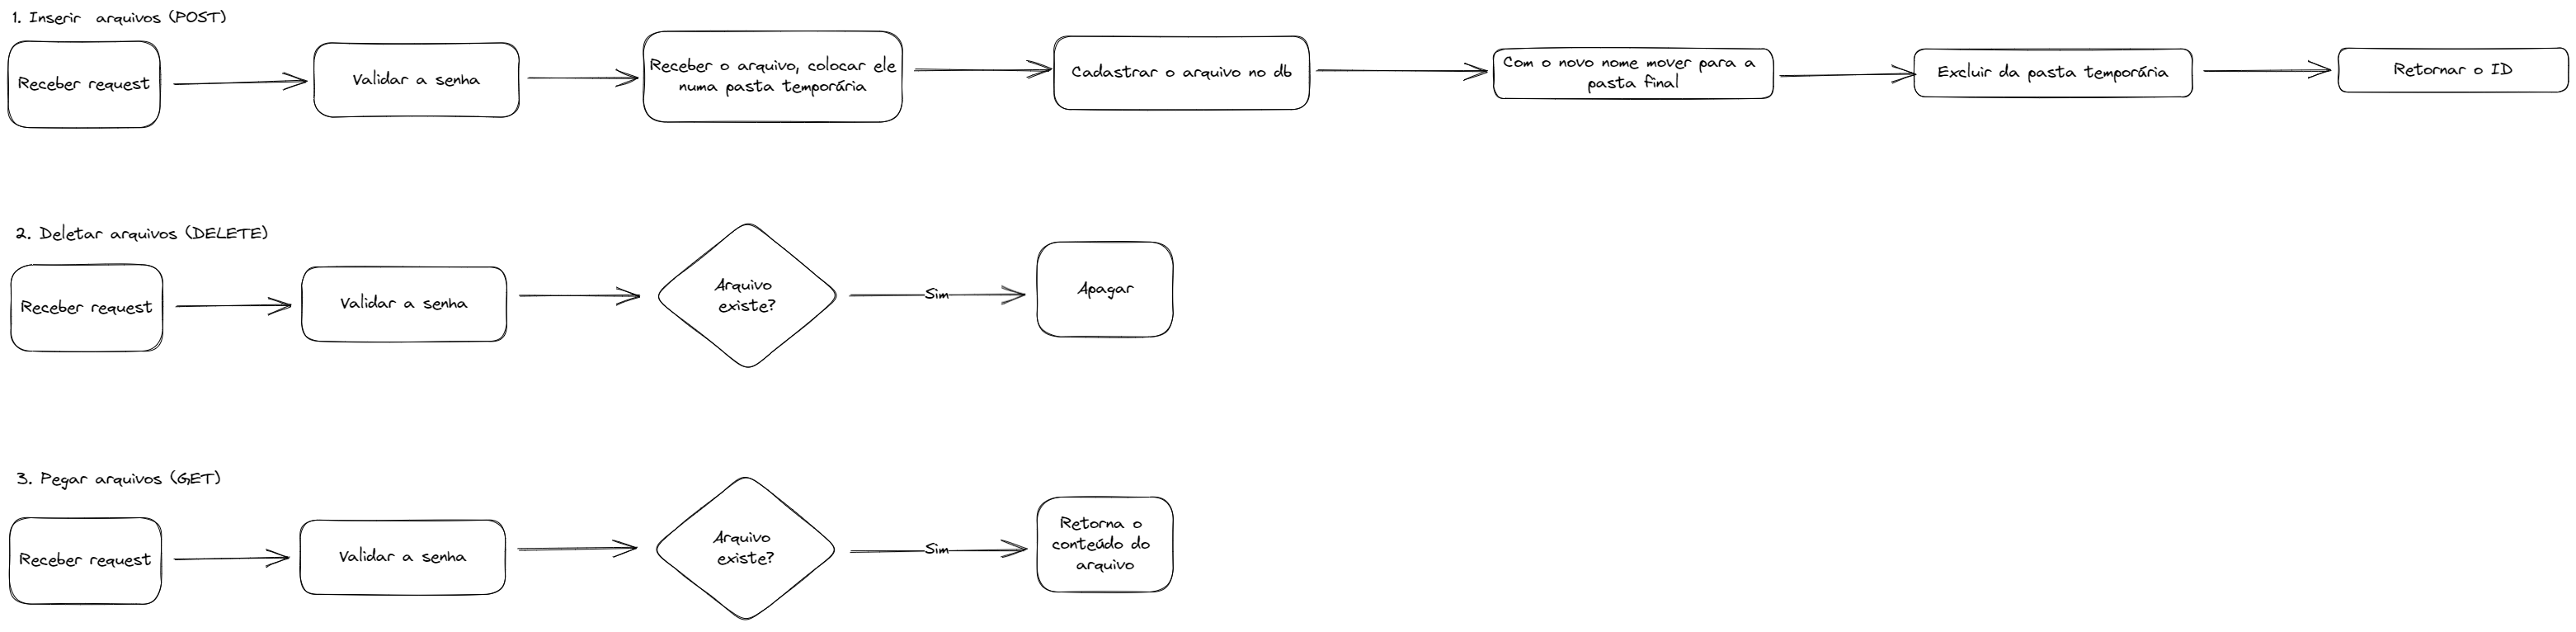 1. Inserir arquivos (POST)
Receber request
Validar a senha
Receber o arquivo, colocar ele
numa pasta temporária
Cadastrar o arquivo no db
Com o novo nome mover para a
pasta final
Excluir da pasta temporária
Retornar o ID
2. Deletar arquivos (DELETE)
Receber request
Validar a senha
Arquivo
existe?
Sim
Apagar
3. Pegar arquivos (GET)
Receber request
Validar a senha
Arquivo
existe?
Sim
Retorna o
conteúdo do
arquivo